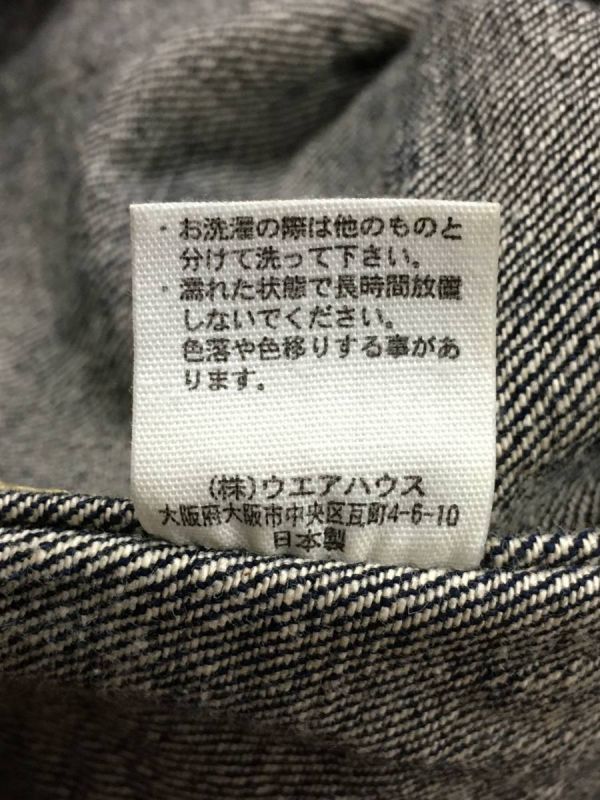 ・お洗濯の際は他のものと
分けて洗って下さい。
・濡れた状態で長時間放置
しないでください。
色落や色移りする事があ
ります。
（株）ウエアハウス
大阪府大阪市中央区瓦町4-6-10
日本製